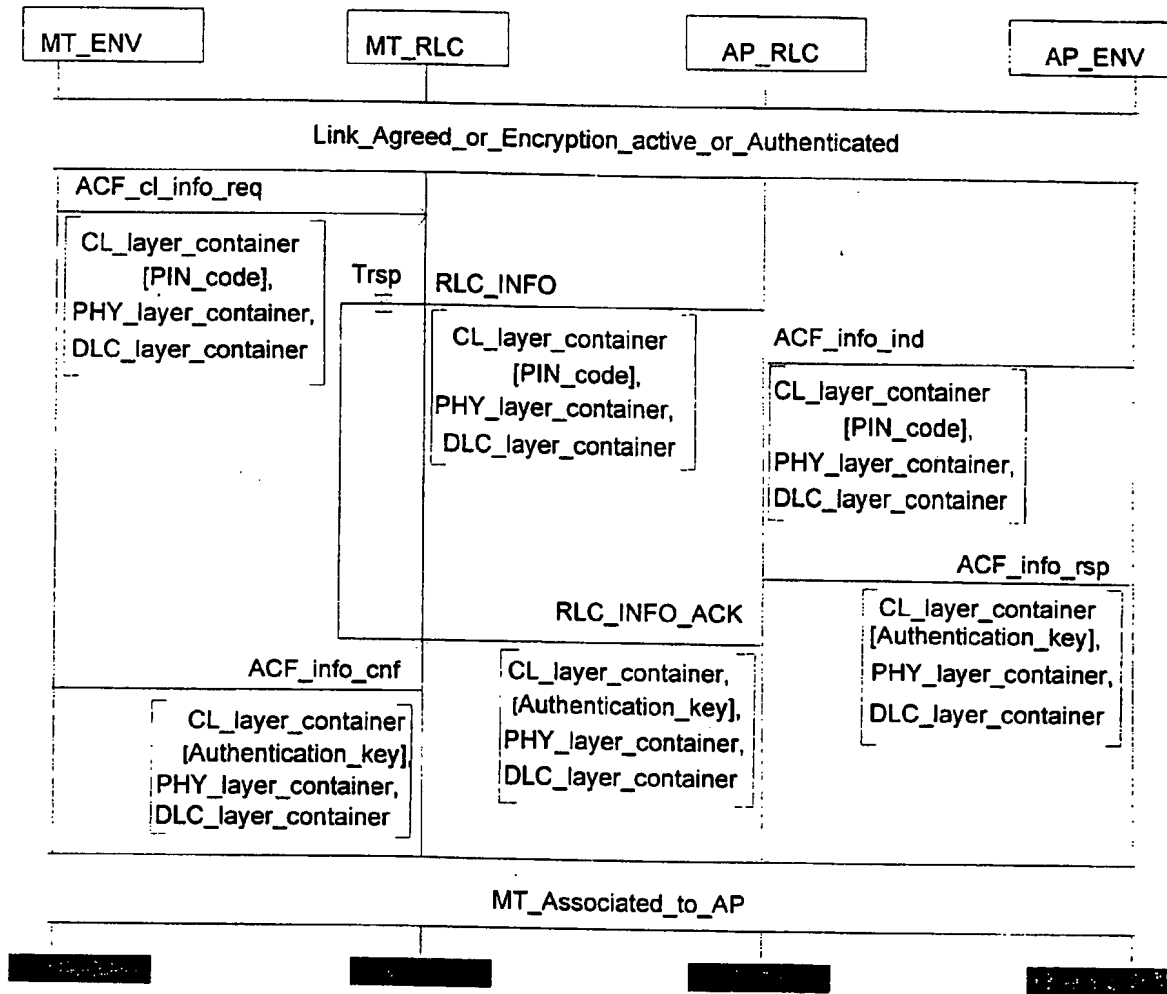 MT_ENV
MT_RLC
AP_RLC
AP_ENV
Link_Agreed_or_Encryption_active_or_Authenticated
ACF_cl_info_req
CL_layer_container
[PIN_code],
PHY_layer_container,
DLC_layer_container
Trsp
RLC_INFO
CL_layer_container
[PIN_code],
PHY_layer_container,
DLC_layer_container
ACF_info_ind
CL_layer_container
[PIN_code],
PHY_layer_container,
DLC_layer_container
ACF_info_rsp
CL_layer_container
[Authentication_key],
PHY_layer_container,
DLC_layer_container
RLC_INFO_ACK
CL_layer_container,
[Authentication_key],
PHY_layer_container,
DLC_layer_container
ACF_info_cnf
CL_layer_container
[Authentication_key],
PHY_layer_container,
DLC_layer_container
MT_Associated_to_AP